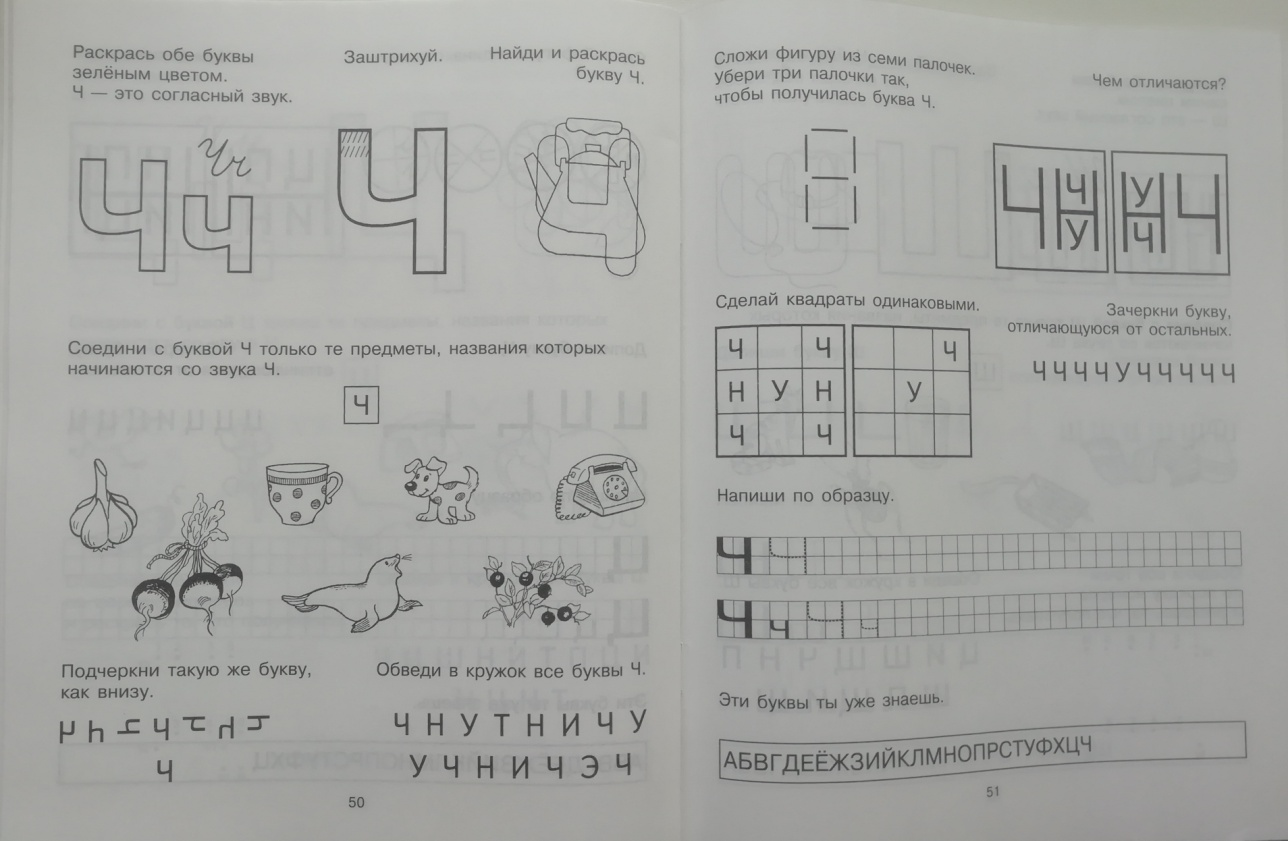 Раскрась обе буквы
зелёным цветом.
Ч — это согласный звук.
Заштрихуй.
Найди и раскрась
букву Ч.
Чч
Чч
Ч
Соедини с буквой Ч только те предметы, названия которых
начинаются со звука Ч.
Ч
Подчеркни такую же букву,
как внизу.
Ч
Ч
Обведи в кружок все буквы Ч.
Ч Н У Т Н И Ч У
У Ч Н И Ч Э Ч
50
Сложи фигуру из семи палочек.
Убери три палочки так,
чтобы получилась буква Ч.
Чем отличаются?
Ч Н Ч У
Н Ч У Ч
Сделай квадраты одинаковыми.
Ч Ч
Н У Н
Ч Ч
Ч
У
Зачеркни букву,
отличающуюся от остальных.
Ч Ч Ч Ч У Ч Ч Ч Ч Ч
Напиши по образцу.
Ч Ч
Ч ч Ч ч
Эти буквы ты уже знаешь.
АБВГДЕЁЖЗИЙКЛМНОПРСТУФХЦЧ
51